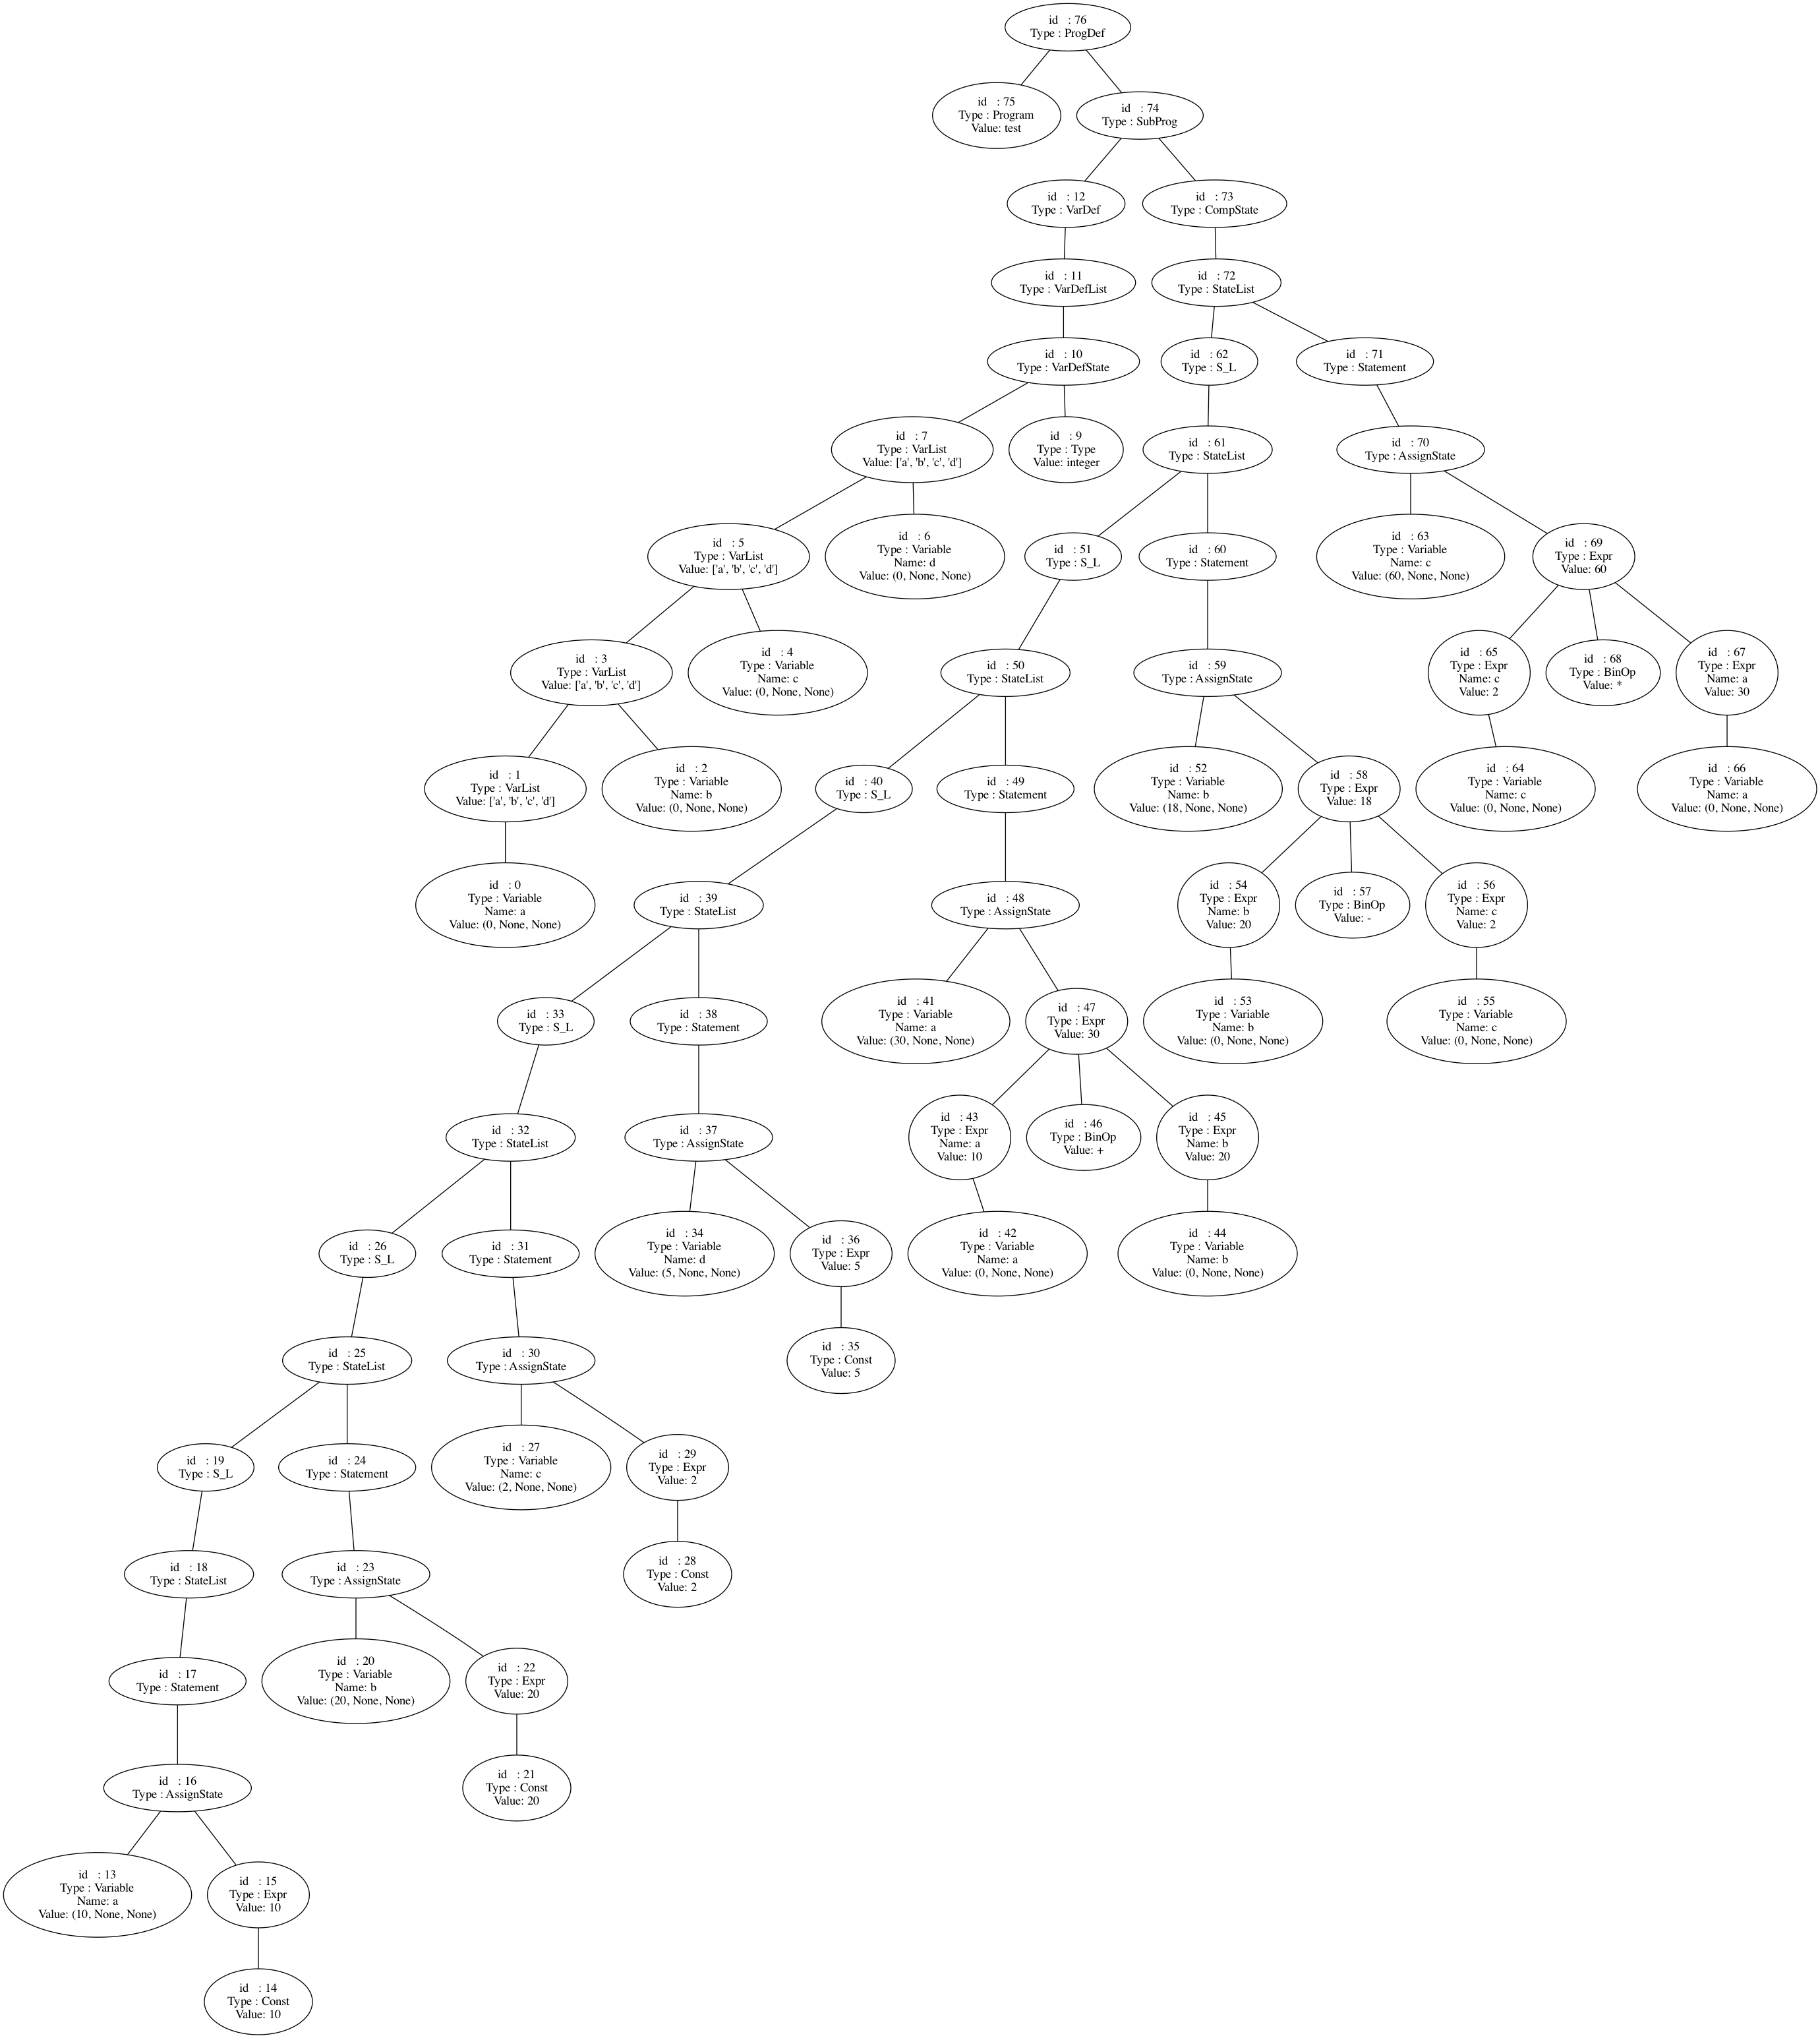 id : 76
Type : ProgDef
id : 75
Type : Program
Value: test
id : 74
Type : SubProg
id : 12
Type : VarDef
id : 73
Type : CompState
id : 11
Type : VarDefList
id : 72
Type : StateList
id : 10
Type : VarDefState
id : 62
Type : S_L
id : 71
Type : Statement
id : 7
Type : VarList
Value: ['a', 'b', 'c', 'd']
id : 9
Type : Type
Value: integer
id : 61
Type : StateList
id : 70
Type : AssignState
id : 5
Type : VarList
Value: ['a', 'b', 'c', 'd']
id : 6
Type : Variable
Name: d
Value: (0, None, None)
id : 51
Type : S_L
id : 60
Type : Statement
id : 63
Type : Variable
Name: c
Value: (60, None, None)
id : 69
Type : Expr
Value: 60
id : 3
Type : VarList
Value: ['a', 'b', 'c', 'd']
id : 4
Type : Variable
Name: c
Value: (0, None, None)
id : 50
Type : StateList
id : 59
Type : AssignState
id : 65
Type : Expr
Name: c
Value: 2
id : 68
Type : BinOp
Value: *
id : 67
Type : Expr
Name: a
Value: 30
id : 1
Type : VarList
Value: ['a', 'b', 'c', 'd']
id : 2
Type : Variable
Name: b
Value: (0, None, None)
id : 40
Type : S_L
id : 49
Type : Statement
id : 52
Type : Variable
Name: b
Value: (18, None, None)
id : 58
Type : Expr
Value: 18
id : 64
Type : Variable
Name: c
Value: (0, None, None)
id : 66
Type : Variable
Name: a
Value: (0, None, None)
id : 0
Type : Variable
Name: a
Value: (0, None, None)
id : 39
Type : StateList
id : 48
Type : AssignState
id : 54
Type : Expr
Name: b
Value: 20
id : 57
Type : BinOp
Value: -
id : 56
Type : Expr
Name: c
Value: 2
id : 33
Type : S_L
id : 38
Type : Statement
id : 41
Type : Variable
Name: a
Value: (30, None, None)
id : 47
Type : Expr
Value: 30
id : 53
Type : Variable
Name: b
Value: (0, None, None)
id : 55
Type : Variable
Name: c
Value: (0, None, None)
id : 32
Type : StateList
id : 37
Type : AssignState
id : 43
Type : Expr
Name: a
Value: 10
id : 46
Type : BinOp
Value: +
id : 45
Type : Expr
Name: b
Value: 20
id : 26
Type : S_L
id : 31
Type : Statement
id : 34
Type : Variable
Name: d
Value: (5, None, None)
id : 36
Type : Expr
Value: 5
id : 42
Type : Variable
Name: a
Value: (0, None, None)
id : 44
Type : Variable
Name: b
Value: (0, None, None)
id : 25
Type : StateList
id : 30
Type : AssignState
id : 35
Type : Const
Value: 5
id : 19
Type : S_L
id : 24
Type : Statement
id : 27
Type : Variable
Name: c
Value: (2, None, None)
id : 29
Type : Expr
Value: 2
id : 18
Type : StateList
id : 23
Type : AssignState
id : 28
Type : Const
Value: 2
id : 17
Type : Statement
id : 20
Type : Variable
Name: b
Value: (20, None, None)
id : 22
Type : Expr
Value: 20
id : 16
Type : AssignState
id : 21
Type : Const
Value: 20
id : 13
Type : Variable
Name: a
Value: (10, None, None)
id : 15
Type : Expr
Value: 10
id : 14
Type : Const
Value: 10